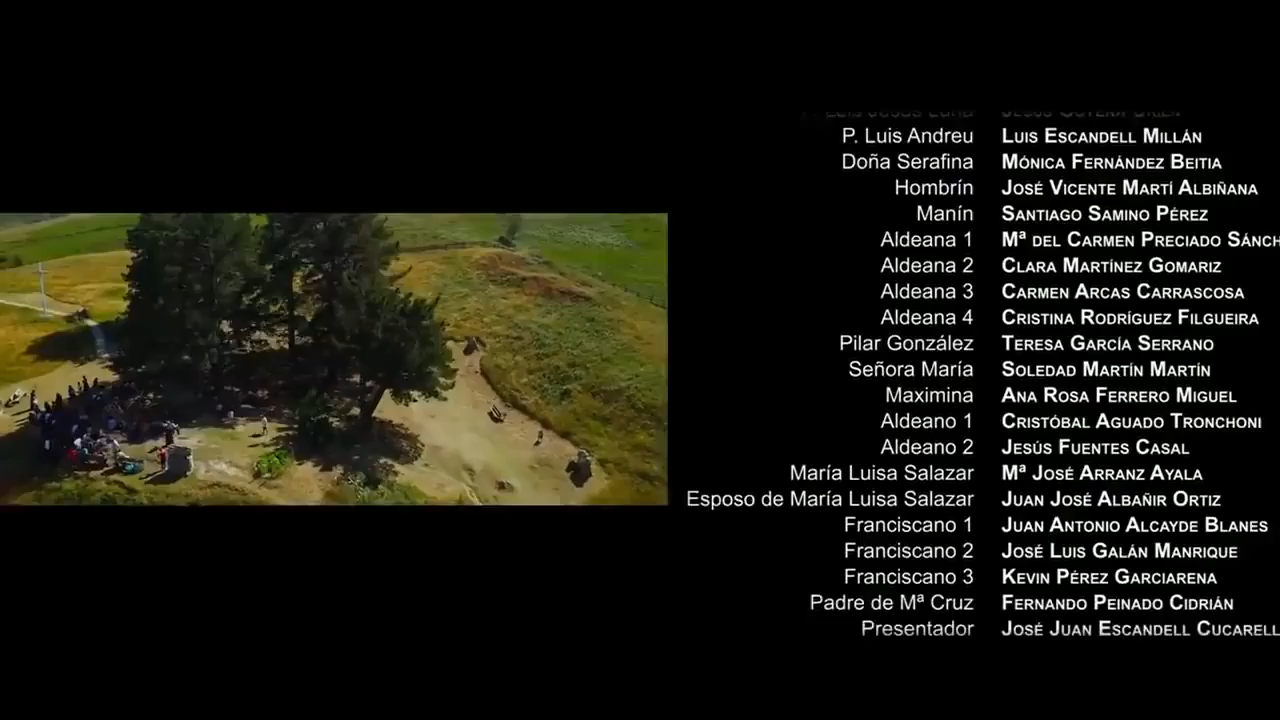 P. Luis Andreu LUIS ESCANDELL MILLÁN
Doña Serafina MÓNICA FERNÁNDEZ BEITIA
Hombrín JOSÉ VICENTE MARTÍ ALBIÑANA
Manín SANTIAGO SAMINO PÉREZ
Aldeana 1 Mª DEL CARMEN PRECIADO SÁNCH
Aldeana 2 CLARA MARTÍNEZ GOMARIZ
Aldeana 3 CARMEN ARCAS CARRASCOSA
Aldeana 4 CRISTINA RODRÍGUEZ FILGUEIRA
Pilar González TERESA GARCÍA SERRANO
Señora María SOLEDAD MARTÍN MARTÍN
Maximina ANA ROSA FERRERO MIGUEL
Aldeano 1 CRISTÓBAL AGUADO TRONCHONI
Aldeano 2 JESÚS FUENTES CASAL
María Luisa Salazar Mª JOSÉ ARRANZ AYALA
Esposo de María Luisa Salazar JUAN JOSÉ ALBAÑIR ORTIZ
Franciscano 1 JUAN ANTONIO ALCAYDE BLANES
Franciscano 2 JOSÉ LUIS GALÁN MANRIQUE
Franciscano 3 KEVIN PÉREZ GARCIARENA
Padre de Mª Cruz FERNANDO PEINADO CIDRIÁN
Presentador JOSÉ JUAN ESCANDELL CUCARELL